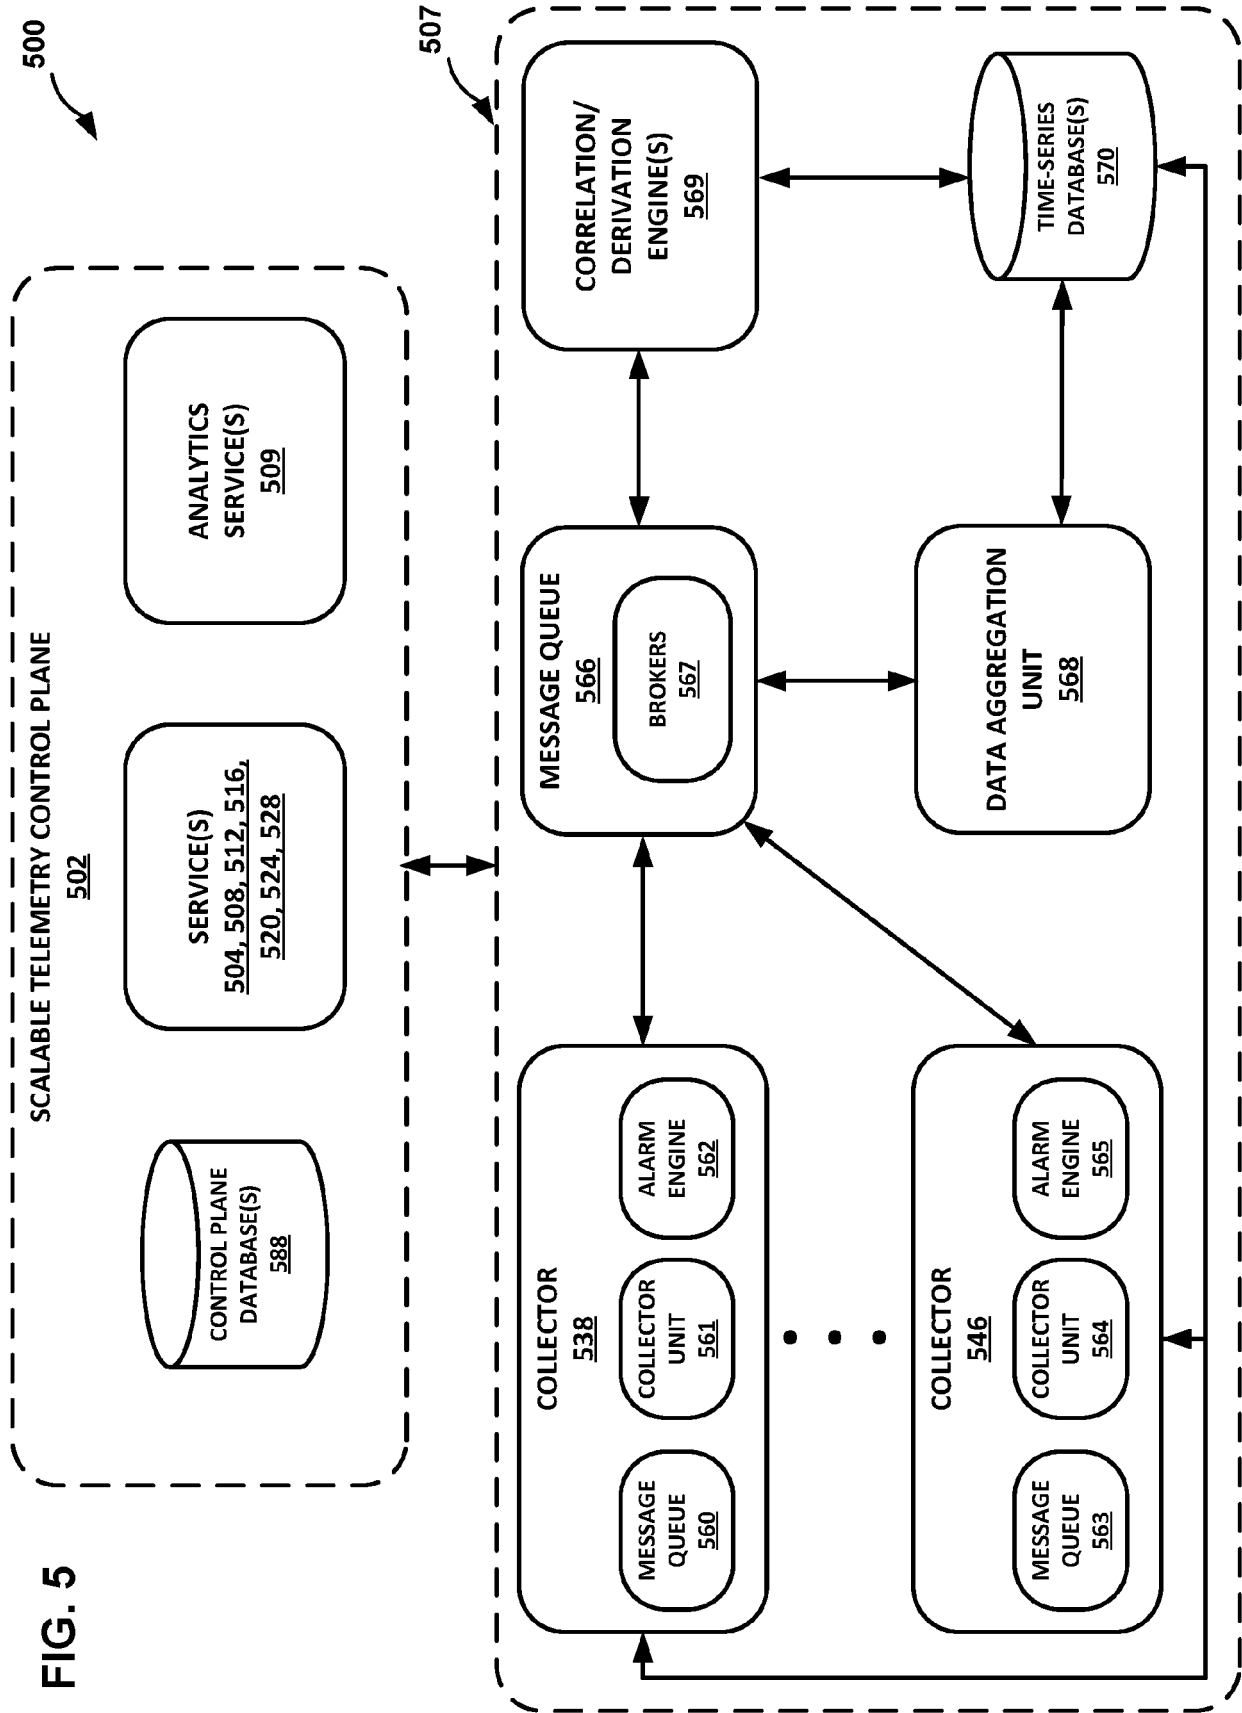 FIG. 5
500
SCALABLE TELEMETRY CONTROL PLANE
502
CONTROL PLANE
DATABASE(S)
588
SERVICE(S)
504, 508, 512, 516,
520, 524, 528
ANALYTICS
SERVICE(S)
509
507
COLLECTOR
538
MESSAGE
QUEUE
560
COLLECTOR
UNIT
561
ALARM
ENGINE
562
MESSAGE QUEUE
566
BROKERS
567
CORRELATION/
DERIVATION
ENGINE(S)
569
COLLECTOR
546
MESSAGE
QUEUE
563
COLLECTOR
UNIT
564
ALARM
ENGINE
565
DATA AGGREGATION
UNIT
568
TIME-SERIES
DATABASE(S)
570